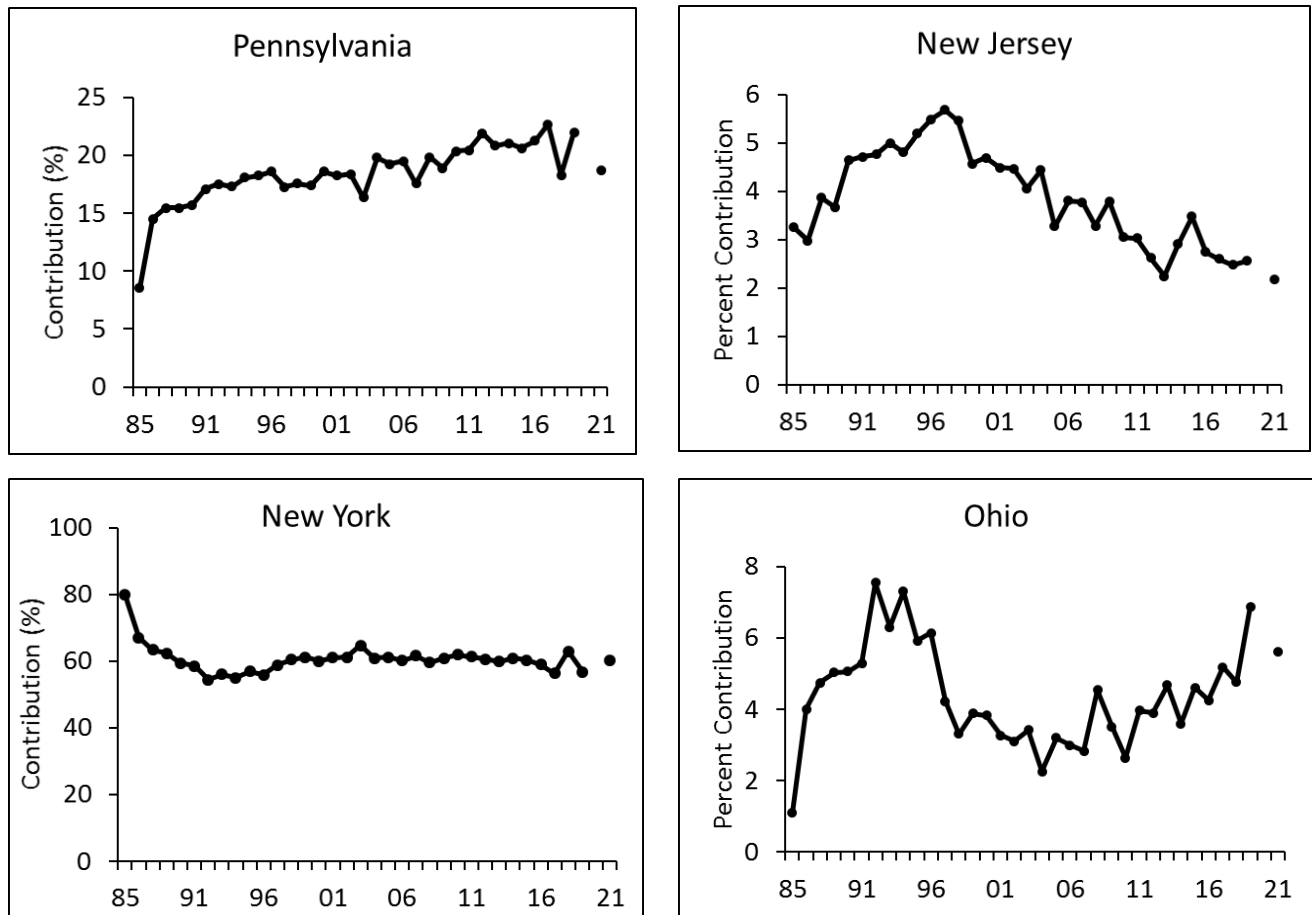 Pennsylvania
Contribution (%)
25
20
15
10
5
0
85 91 96 01 06 11 16 21
New Jersey
Percent Contribution
6
5
4
3
2
1
0
85 91 96 01 06 11 16 21
New York
Contribution (%)
100
80
60
40
20
0
85 91 96 01 06 11 16 21
Ohio
Percent Contribution
8
6
4
2
0
85 91 96 01 06 11 16 21